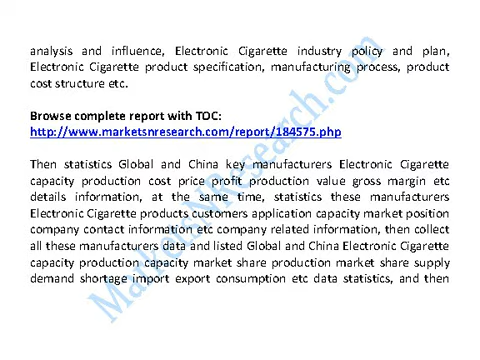 analysis and influence, Electronic Cigarette industry policy and plan,
Electronic Cigarette product specification, manufacturing process, product
cost structure etc.
Browse complete report with TOC:
http://www.marketsnresearch.com/report/184575.php
Then statistics Global and China key manufacturers Electronic Cigarette
capacity production cost price profit production value gross margin etc
details information, at the same time, statistics these manufacturers
Electronic Cigarette products customers application capacity market position
company contact information etc company related information, then collect
all these manufacturers data and listed Global and China Electronic Cigarette
capacity production capacity market share production market share supply
demand shortage import export consumption etc data statistics, and then
MarketsNResearch.com